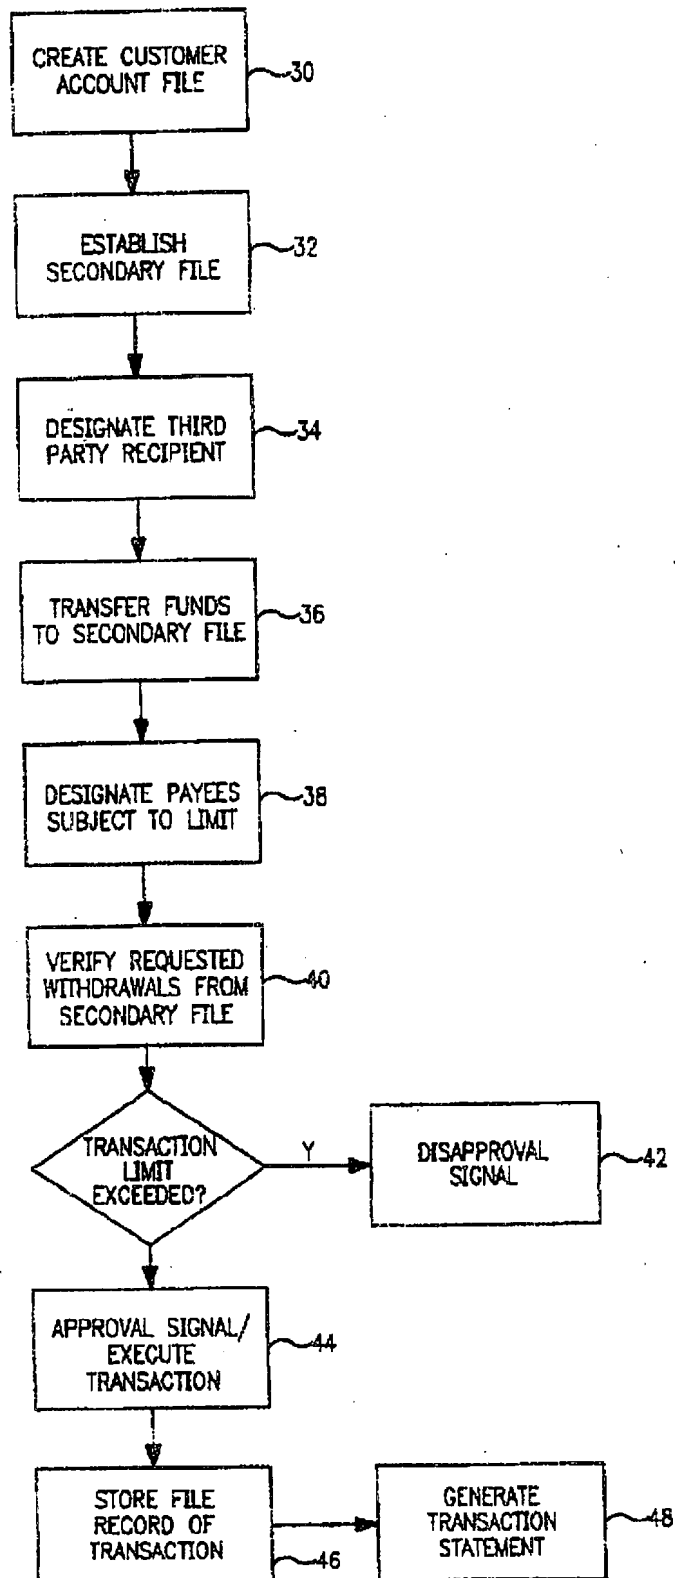 CREATE CUSTOMER
ACCOUNT FILE
30
ESTABLISH
SECONDARY FILE
32
DESIGNATE THIRD
PARTY RECIPIENT
34
TRANSFER FUNDS
TO SECONDARY FILE
36
DESIGNATE PAYEES
SUBJECT TO LIMIT
38
VERIFY REQUESTED
WITHDRAWALS FROM
SECONDARY FILE
40
TRANSACTION
LIMIT
EXCEEDED?
Y
DISAPPROVAL
SIGNAL
42
APPROVAL SIGNAL/
EXECUTE
TRANSACTION
44
STORE FILE
RECORD OF
TRANSACTION
46
GENERATE
TRANSACTION
STATEMENT
48